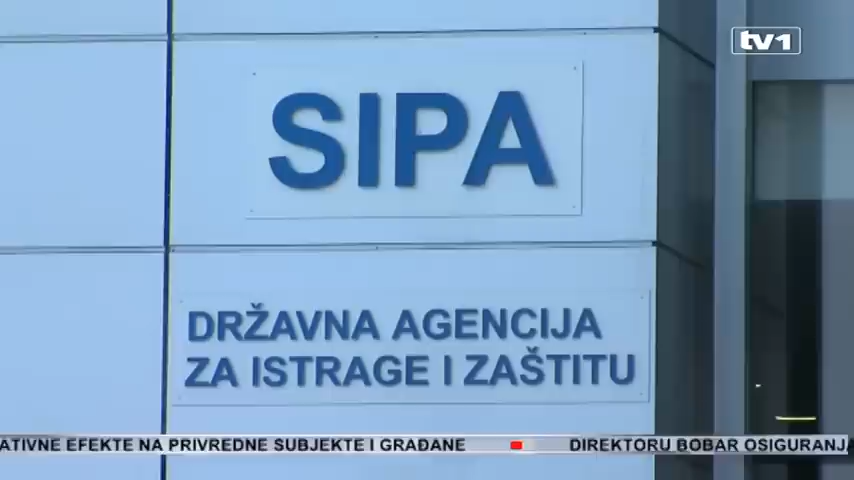 tv1
SIPA
DRŽAVNA AGENCIJA
ZA ISTRAGE I ZAŠTITU
ATIVNE EFEKTE NA PRIVREDNE SUBJEKTE I GRAĐANE DIREKTORU BOBAR OSIGURANJ